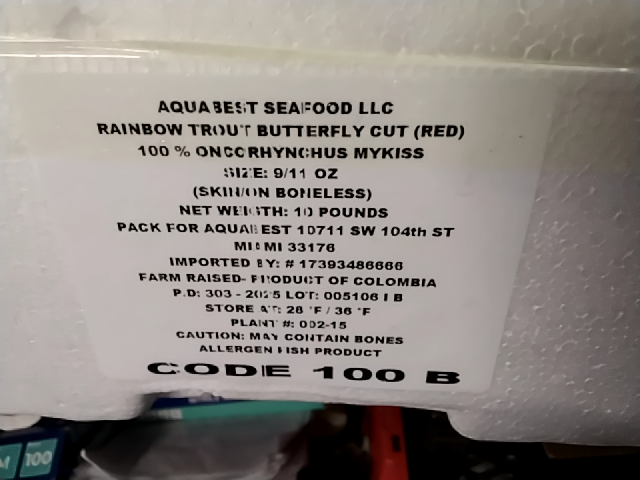 AQUABEST SEAFOOD LLC
RAINBOW TROUT BUTTERFLY CUT (RED)
100 % ONCORHYNCHUS MYKISS
SIZE: 9/11 OZ
(SKIN/ON BONELESS)
NET WEIGTH: 10 POUNDS
PACK FOR AQUABEST 10711 SW 104th ST
MIAMI 33176
IMPORTED BY: # 17393486666
FARM RAISED- PRODUCT OF COLOMBIA
P.D: 303 - 2025 LOT: 005106 I B
STORE AT: 28 °F / 36 °F
PLANT #: 002-15
CAUTION: MAY CONTAIN BONES
ALLERGEN FISH PRODUCT
CODE 100 B
100